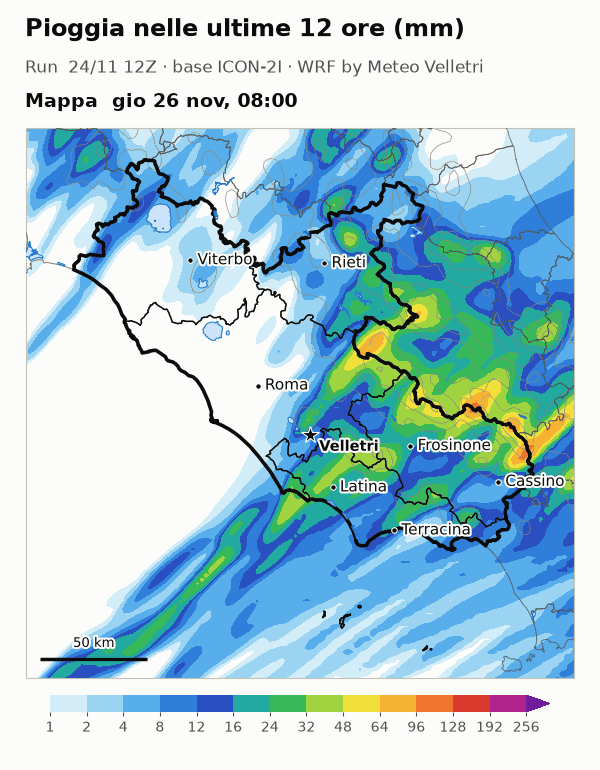 Pioggia nelle ultime 12 ore (mm)
Run  24/11 12Z · base ICON-2I · WRF by Meteo Velletri
Mappa  gio 26 nov, 08:00
Viterbo
Rieti
Roma
Velletri
Frosinone
Latina
Cassino
Terracina
50 km
1 2 4 8 12 16 24 32 48 64 96 128 192 256